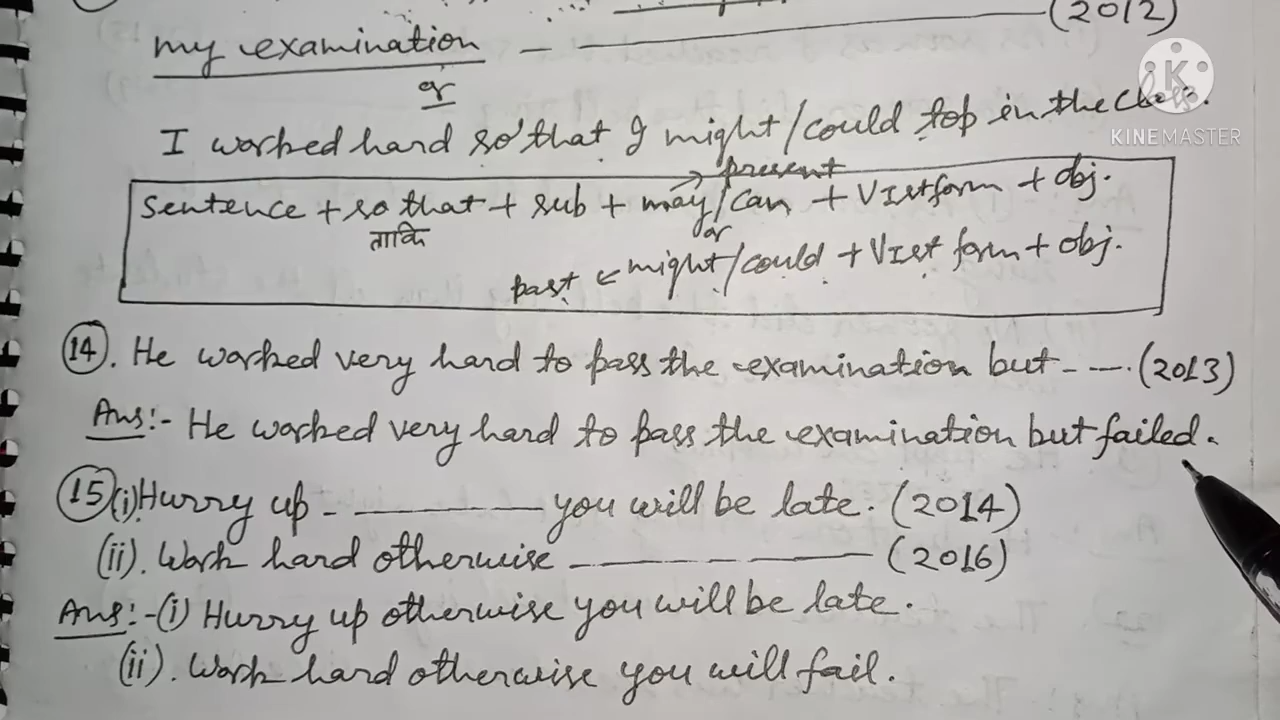 (2012)
my examination
or
I worked hard so that I might/could top in the class.
present
Sentence + so that + sub + may/can + VIst form + obj.
ताकि
or
past might/could + VIst form + obj.
14. He worked very hard to pass the examination but - —. (2013)
Ans:- He worked very hard to pass the examination but failed.
15 (i) Hurry up - ———— you will be late. (2014)
(ii). Work hard otherwise ———— (2016)
Ans:-(i) Hurry up otherwise you will be late.
(ii). Work hard otherwise you will fail.
K
KINEMASTER